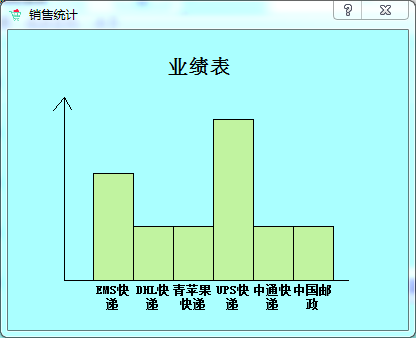 销售统计
业绩表
EMS快 DHL快 青苹果 UPS快 中通快 中国邮
递 递 快递 递 递 政